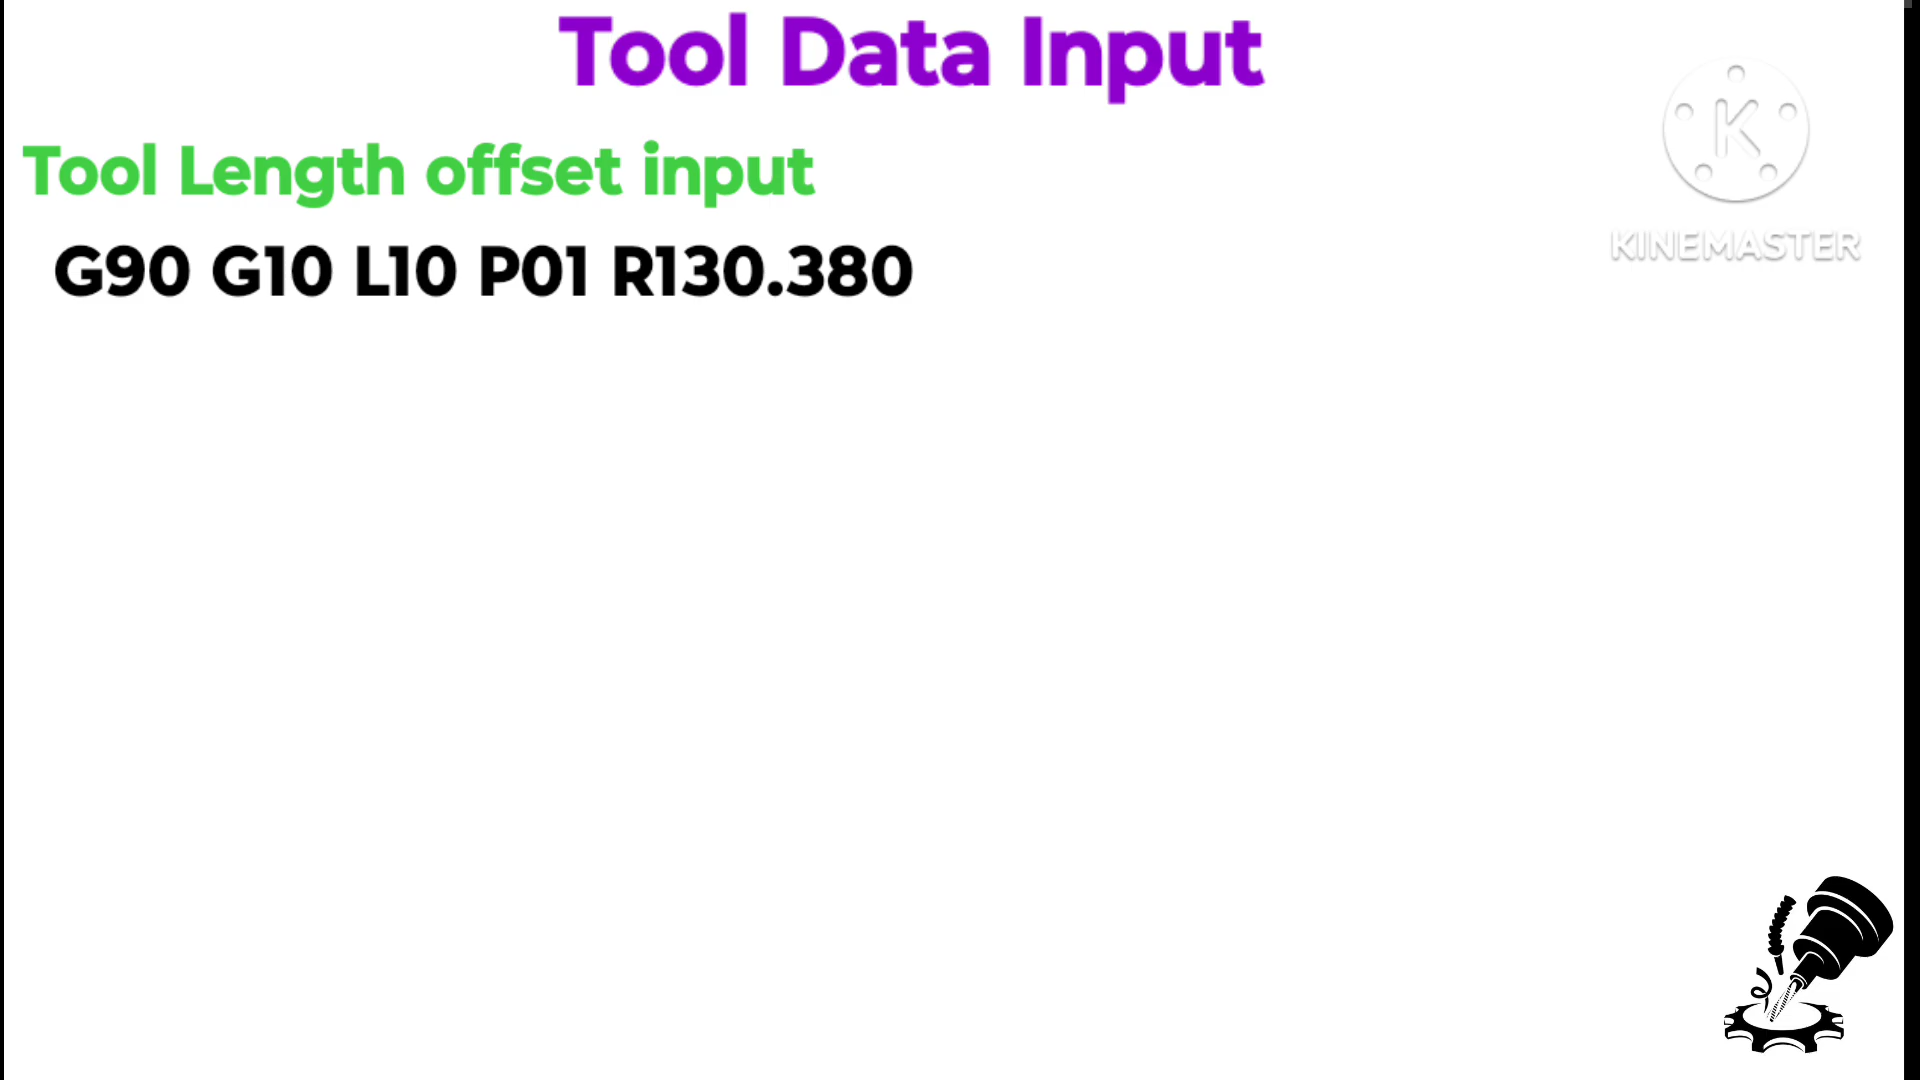 Tool Data Input
Tool Length offset input
G90 G10 L10 P01 R130.380
K
KINEMASTER